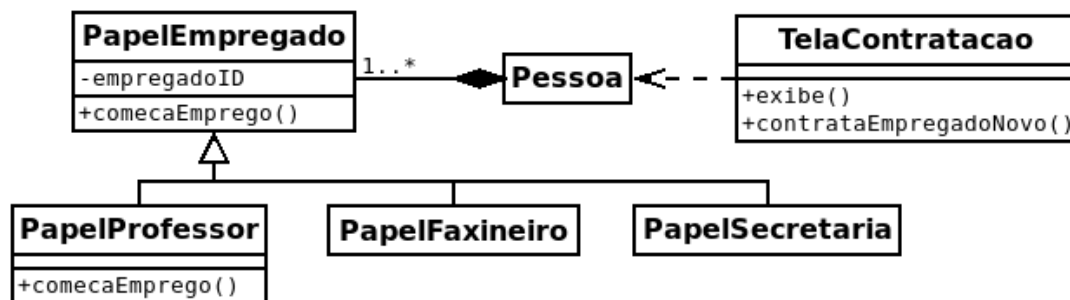 PapelEmpregado
-empregadoID
+comecaEmprego()
1..*
Pessoa
TelaContratacao
+exibe()
+contrataEmpregadoNovo()
PapelProfessor
+comecaEmprego()
PapelFaxineiro
PapelSecretaria